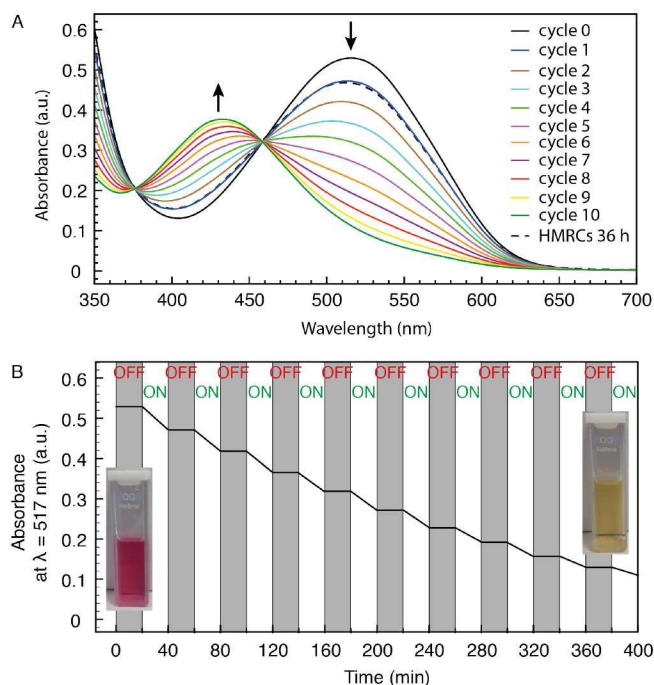 A
0.6
0.5
0.4
0.3
0.2
0.1
0
Absorbance (a.u.)
350
400
450
500
550
600
650
700
Wavelength (nm)
cycle 0
cycle 1
cycle 2
cycle 3
cycle 4
cycle 5
cycle 6
cycle 7
cycle 8
cycle 9
cycle 10
HMRCs 36 h
B
OFF OFF OFF OFF OFF OFF OFF OFF OFF OFF
ON ON ON ON ON ON ON ON ON ON
0.6
0.5
0.4
0.3
0.2
0.1
0
Absorbance
at λ = 517 nm (a.u.)
0 40 80 120 160 200 240 280 320 360 400
Time (min)